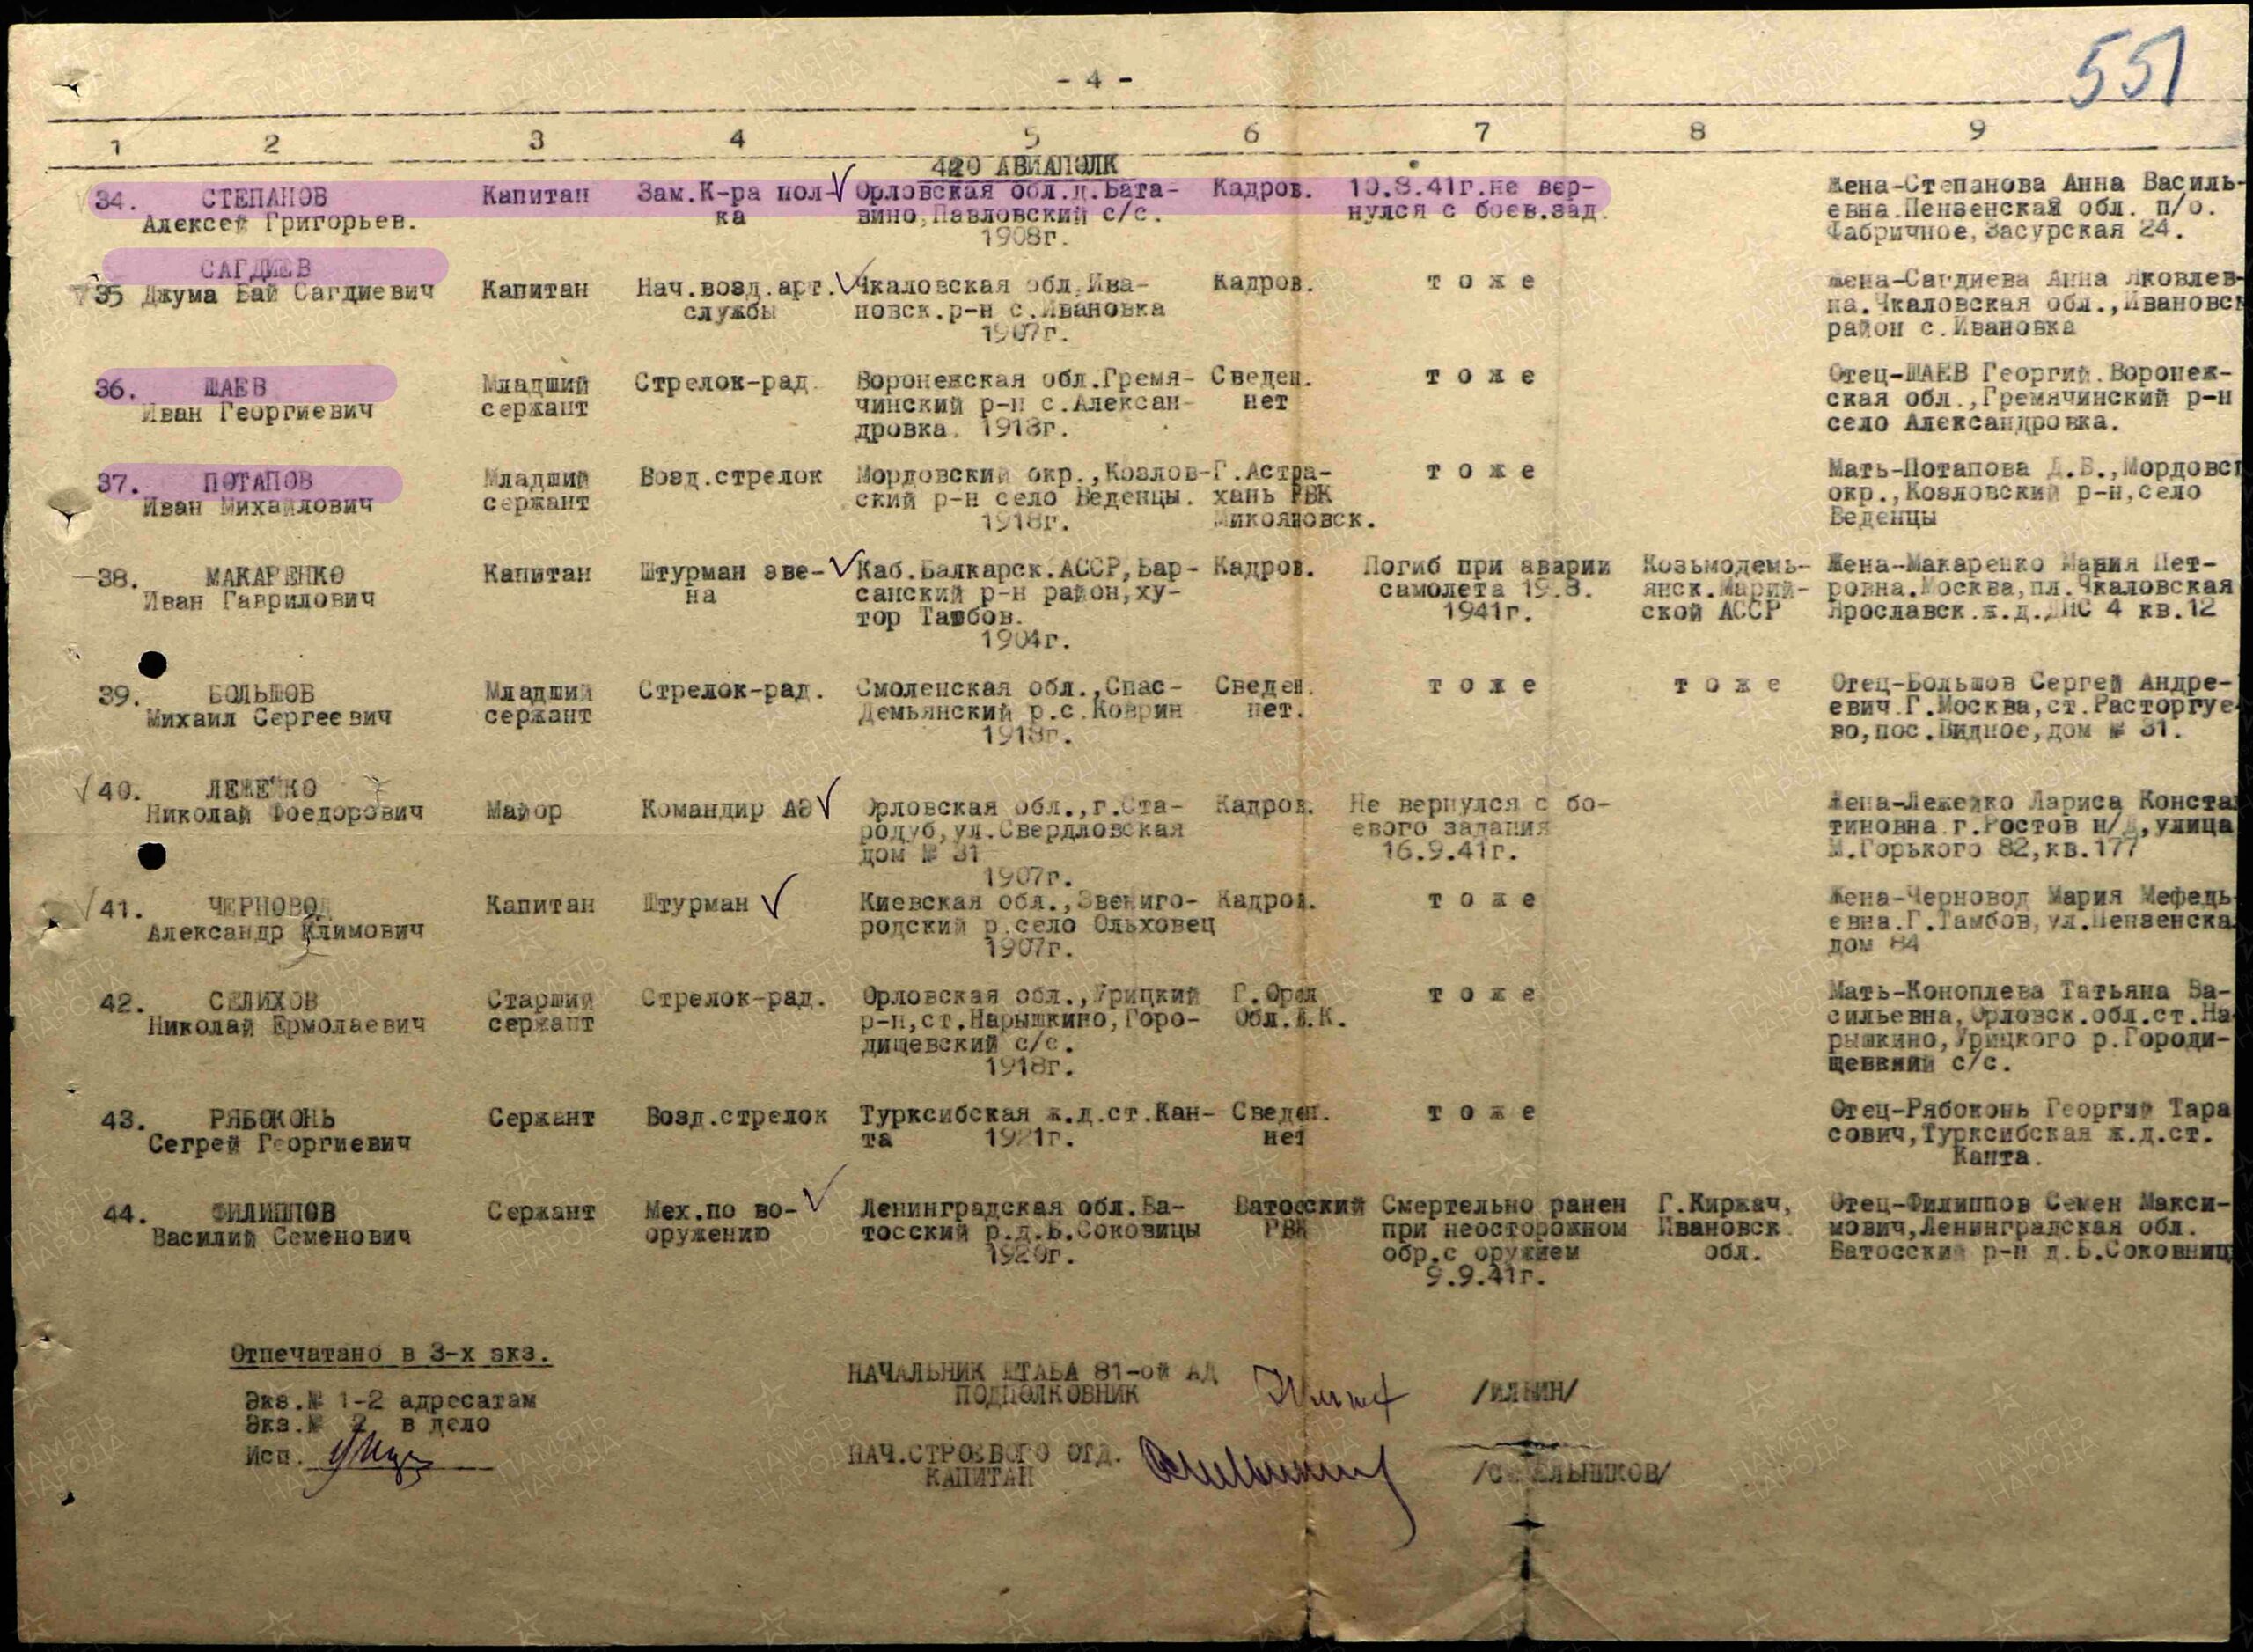 551
- 4 -
1 2 3 4 5 6 7 8 9
420 АВИАПОЛК
34. СТЕПАНОВ Капитан Зам.К-ра пол- Орловская обл.д.Бата- Кадров. 10.8.41г.не вер- Жена-Степанова Анна Василь-
Алексей Григорьев. ка вино,Павловский с/с. нулся с боев.зад. евна.Пензенская обл. п/о.
1908г. Фабричное,Засурская 24.
САГДИЕВ
35 Джума Бай Сагдиевич Капитан Нач.возд.арт. Чкаловская обл.Ива- Кадров. т о ж е Жена-Сагдиева Анна Яковлев-
службы новск.р-н с.Ивановка на.Чкаловская обл.,Ивановск
1907г. район с.Ивановка
36. ШАЕВ Младший Стрелок-рад. Воронежская обл.Гремя- Сведен. т о ж е Отец-ШАЕВ Георгий.Воронеж-
Иван Георгиевич сержант чинский р-н с.Алексан- нет ская обл.,Гремячинский р-н
дровка. 1918г. село Александровка.
37. ПОТАПОВ Младший Возд.стрелок Мордовский окр.,Козлов- Г.Астра- т о ж е Мать-Потапова Д.В.,Мордовск
Иван Михайлович сержант ский р-н село Веденцы. хань РВК окр.,Козловский р-н,село
1918г. Микояновск. Веденцы
38. МАКАРЕНКО Капитан Штурман зве- Каб.Балкарск.АССР,Бар- Кадров. Погиб при аварии Козьмодемь- Жена-Макаренко Мария Пет-
Иван Гаврилович на санский р-н район,ху- самолета 19.8. янск.Марий- ровна.Москва,пл.Чкаловская
тор Тамбов. 1941г. ской АССР Ярославск.ж.д.ДНС 4 кв.12
1904г.
39. БОЛЬШОВ Младший Стрелок-рад. Смоленская обл.,Спас- Сведен. т о ж е т о ж е Отец-Большов Сергей Андре-
Михаил Сергеевич сержант Демьянский р.с.Коврин нет. евич.Г.Москва,ст.Расторгуе-
1918г. во,пос.Видное,дом № 31.
40. ЛЕЖЕЙКО
Николай Фоедорович Майор Командир АЭ Орловская обл.,г.Ста- Кадров. Не вернулся с бо- Жена-Лежейко Лариса Констан
родуб,ул.Свердловская евого задания тиновна г.Ростов н/Д,улица
дом № 31 16.9.41г. М.Горького 82,кв.177
1907г.
41. ЧЕРНОВОД Капитан Штурман Киевская обл.,Звениго- Кадров. т о ж е Жена-Черновод Мария Мефедь-
Александр Климович родский р.село Ольховец евна.Г.Тамбов,ул.Пензенска
1907г. дом 84
42. СЕЛИХОВ Старший Стрелок-рад. Орловская обл.,Урицкий Г.Орел т о ж е Мать-Коноплева Татьяна Ва-
Николай Ермолаевич сержант р-н,ст.Нарышкино,Горо- Обл.В.К. сильевна,Орловск.обл.ст.На-
дищевский с/с. рышкино,Урицкого р.Городи-
1918г. щевкий с/с.
43. РЯБОКОНЬ Сержант Возд.стрелок Турксибская ж.д.ст.Кан- Сведен. т о ж е Отец-Рябоконь Георгий Тара
Сегрей Георгиевич та 1921г. нет сович,Турксибская ж.д.ст.
Канта.
44. ФИЛИППОВ Сержант Мех.по во- Ленинградская обл.Ва- Ватосский Смертельно ранен Г.Киржач, Отец-Филиппов Семен Макси-
Василий Семенович оружению тосский р.д.Б.Соковицы РВК при неосторожном Ивановск. мович,Ленинградская обл.
1920г. обр.с оружием обл. Ватосский р-н д.Б.Соковниц
9.9.41г.
Отпечатано в 3-х экз.
НАЧАЛЬНИК ШТАБА 81-ой АД
ПОДПОЛКОВНИК /ИЛЬИН/
Экз.№ 1-2 адресатам
Экз.№ 3 в дело
Исп.
НАЧ.СТРОЕВОГО ОТД.
КАПИТАН